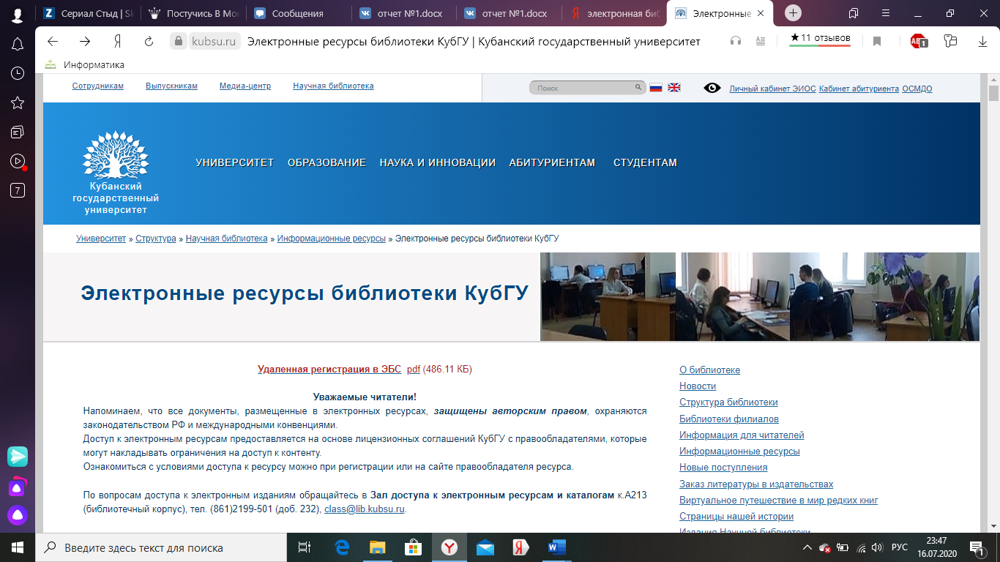 Сериал Стыд | Sk
Постучись В Мо
Сообщения
отчет №1.docx
отчет №1.docx
электронная биб
Электронные
kubsu.ru
Электронные ресурсы библиотеки КубГУ | Кубанский государственный университет
★11 отзывов
Информатика
Сотрудникам Выпускникам Медиа-центр Научная библиотека
Поиск
Личный кабинет ЭИОС Кабинет абитуриента ОСМДО
УНИВЕРСИТЕТ ОБРАЗОВАНИЕ НАУКА И ИННОВАЦИИ АБИТУРИЕНТАМ СТУДЕНТАМ
Кубанский
государственный
университет
7
Университет » Структура » Научная библиотека » Информационные ресурсы » Электронные ресурсы библиотеки КубГУ
Электронные ресурсы библиотеки КубГУ
Удаленная регистрация в ЭБС pdf (486.11 КБ)
Уважаемые читатели!
Напоминаем, что все документы, размещенные в электронных ресурсах, защищены авторским правом, охраняются
законодательством РФ и международными конвенциями.
Доступ к электронным ресурсам предоставляется на основе лицензионных соглашений КубГУ с правообладателями, которые
могут накладывать ограничения на доступ к контенту.
Ознакомиться с условиями доступа к ресурсу можно при регистрации или на сайте правообладателя ресурса.
По вопросам доступа к электронным изданиям обращайтесь в Зал доступа к электронным ресурсам и каталогам к.А213
(библиотечный корпус), тел. (861)2199-501 (доб. 232), class@lib.kubsu.ru.
О библиотеке
Новости
Структура библиотеки
Библиотеки филиалов
Информация для читателей
Информационные ресурсы
Новые поступления
Заказ литературы в издательствах
Виртуальное путешествие в мир редких книг
Страницы нашей истории
Издания Научной библиотеки
Введите здесь текст для поиска
РУС
23:47
16.07.2020
1